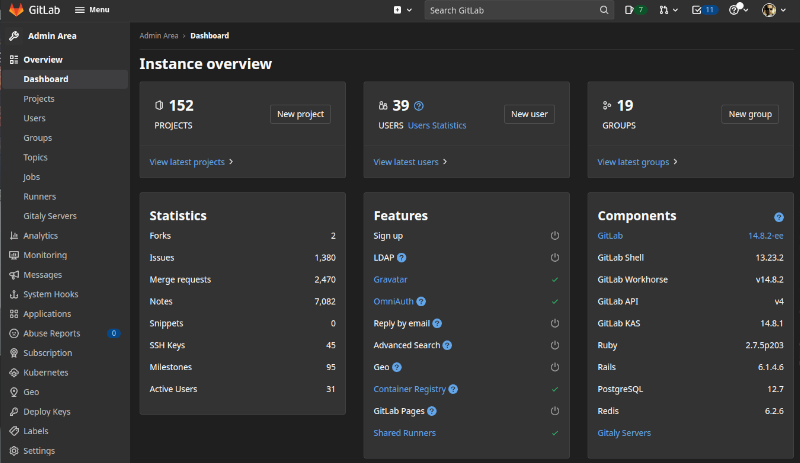 GitLab Menu Search GitLab 7 11
Admin Area
Admin Area › Dashboard
Overview
Dashboard
Projects
Users
Groups
Topics
Jobs
Runners
Gitaly Servers
Analytics
Monitoring
Messages
System Hooks
Applications
Abuse Reports 0
Subscription
Kubernetes
Geo
Deploy Keys
Labels
Settings
Instance overview
152
PROJECTS
New project
View latest projects
39
USERS Users Statistics
New user
View latest users
19
GROUPS
New group
View latest groups
Statistics
Forks 2
Issues 1,380
Merge requests 2,470
Notes 7,082
Snippets 0
SSH Keys 45
Milestones 95
Active Users 31
Features
Sign up
LDAP ?
Gravatar
OmniAuth ?
Reply by email ?
Advanced Search ?
Geo ?
Container Registry ?
GitLab Pages ?
Shared Runners
Components ?
GitLab 14.8.2-ee
GitLab Shell 13.23.2
GitLab Workhorse v14.8.2
GitLab API v4
GitLab KAS 14.8.1
Ruby 2.7.5p203
Rails 6.1.4.6
PostgreSQL 12.7
Redis 6.2.6
Gitaly Servers